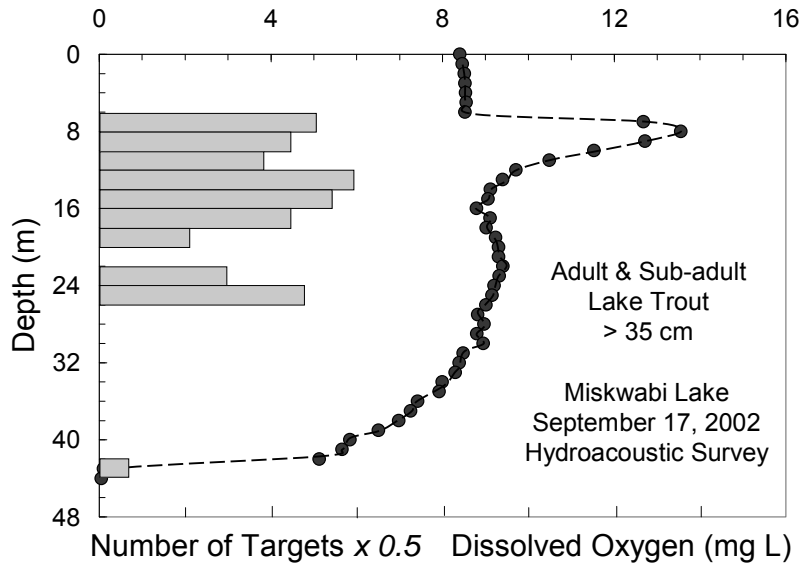 0 4 8 12 16
0
8
16
24
32
40
48
Depth (m)
Adult & Sub-adult
Lake Trout
> 35 cm
Miskwabi Lake
September 17, 2002
Hydroacoustic Survey
Number of Targets x 0.5 Dissolved Oxygen (mg L)